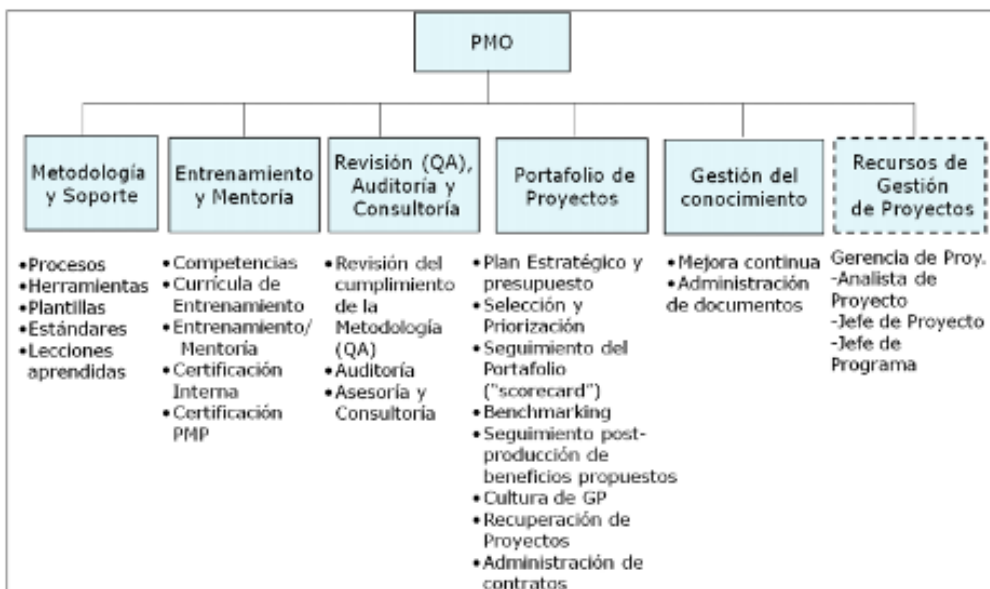 PMO
Metodología
y Soporte
•Procesos
•Herramientas
•Plantillas
•Estándares
•Lecciones
aprendidas
Entrenamiento
y Mentoría
•Competencias
•Currícula de
Entrenamiento
•Entrenamiento/
Mentoría
•Certificación
Interna
•Certificación
PMP
Revisión (QA),
Auditoría y
Consultoría
•Revisión del
cumplimiento
de la
Metodología
(QA)
•Auditoría
•Asesoría y
Consultoría
Portafolio de
Proyectos
•Plan Estratégico y
presupuesto
•Selección y
Priorización
•Seguimiento del
Portafolio
("scorecard")
•Benchmarking
•Seguimiento post-
producción de
beneficios propuestos
•Cultura de GP
•Recuperación de
Proyectos
•Administración de
contratos
Gestión del
conocimiento
•Mejora continua
•Administración
de documentos
Recursos de
Gestión
de Proyectos
Gerencia de Proy.
-Analista de
Proyecto
-Jefe de Proyecto
-Jefe de
Programa